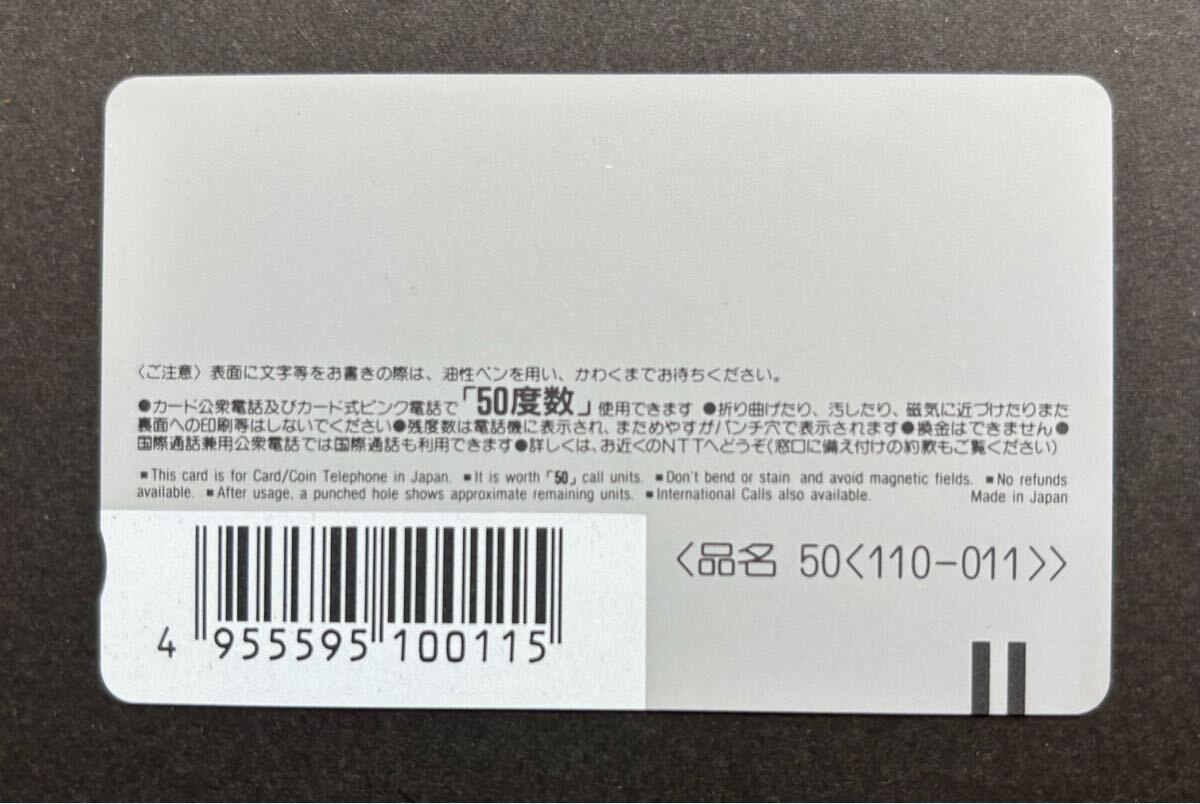 〈ご注意〉表面に文字等をお書きの際は、油性ペンを用い、かわくまでお待ちください。
●カード公衆電話及びカード式ピンク電話で「50度数」使用できます ●折り曲げたり、汚したり、磁気に近づけたりまた
裏面への印刷等はしないでください●残度数は電話機に表示され、まためやすがパンチ穴で表示されます●換金はできません●
国際通話兼用公衆電話では国際通話も利用できます●詳しくは、お近くのNTTへどうぞ(窓口に備え付けの約款もご覧ください)
■This card is for Card/Coin Telephone in Japan. ■It is worth「50」call units. ■Don't bend or stain and avoid magnetic fields. ■No refunds
available. ■After usage, a punched hole shows approximate remaining units. ■International Calls also available. Made in Japan
〈品名 50〈110-011〉〉
4 955595 100115